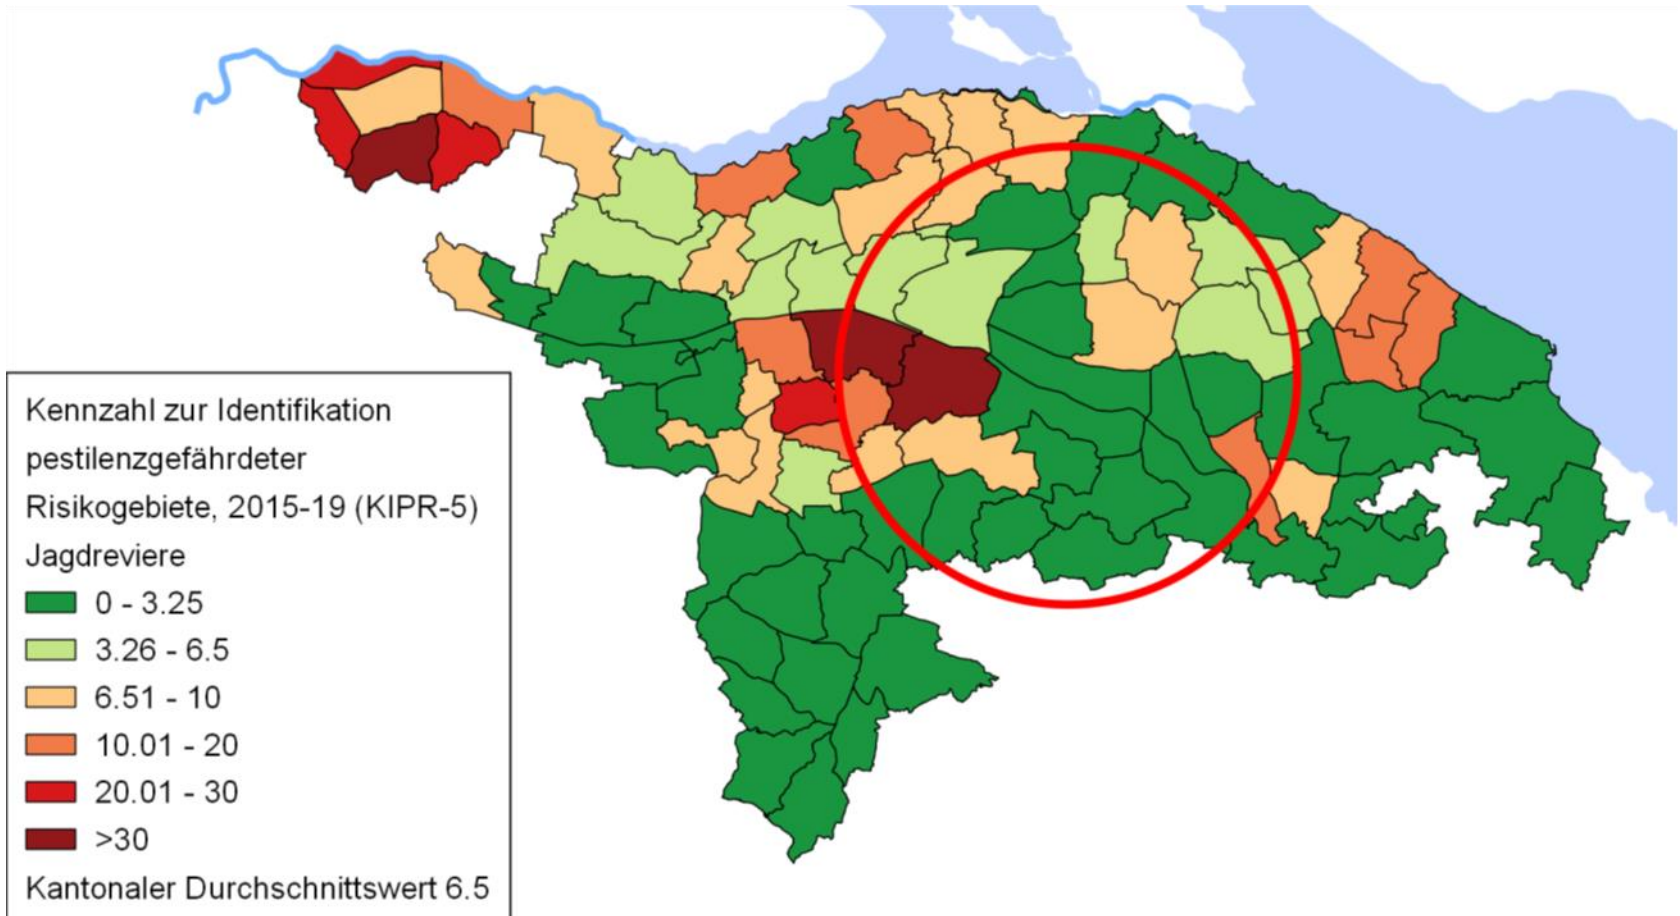 Kennzahl zur Identifikation
pestilenzgefährdeter
Risikogebiete, 2015-19 (KIPR-5)
Jagdreviere
0 - 3.25
3.26 - 6.5
6.51 - 10
10.01 - 20
20.01 - 30
>30
Kantonaler Durchschnittswert 6.5